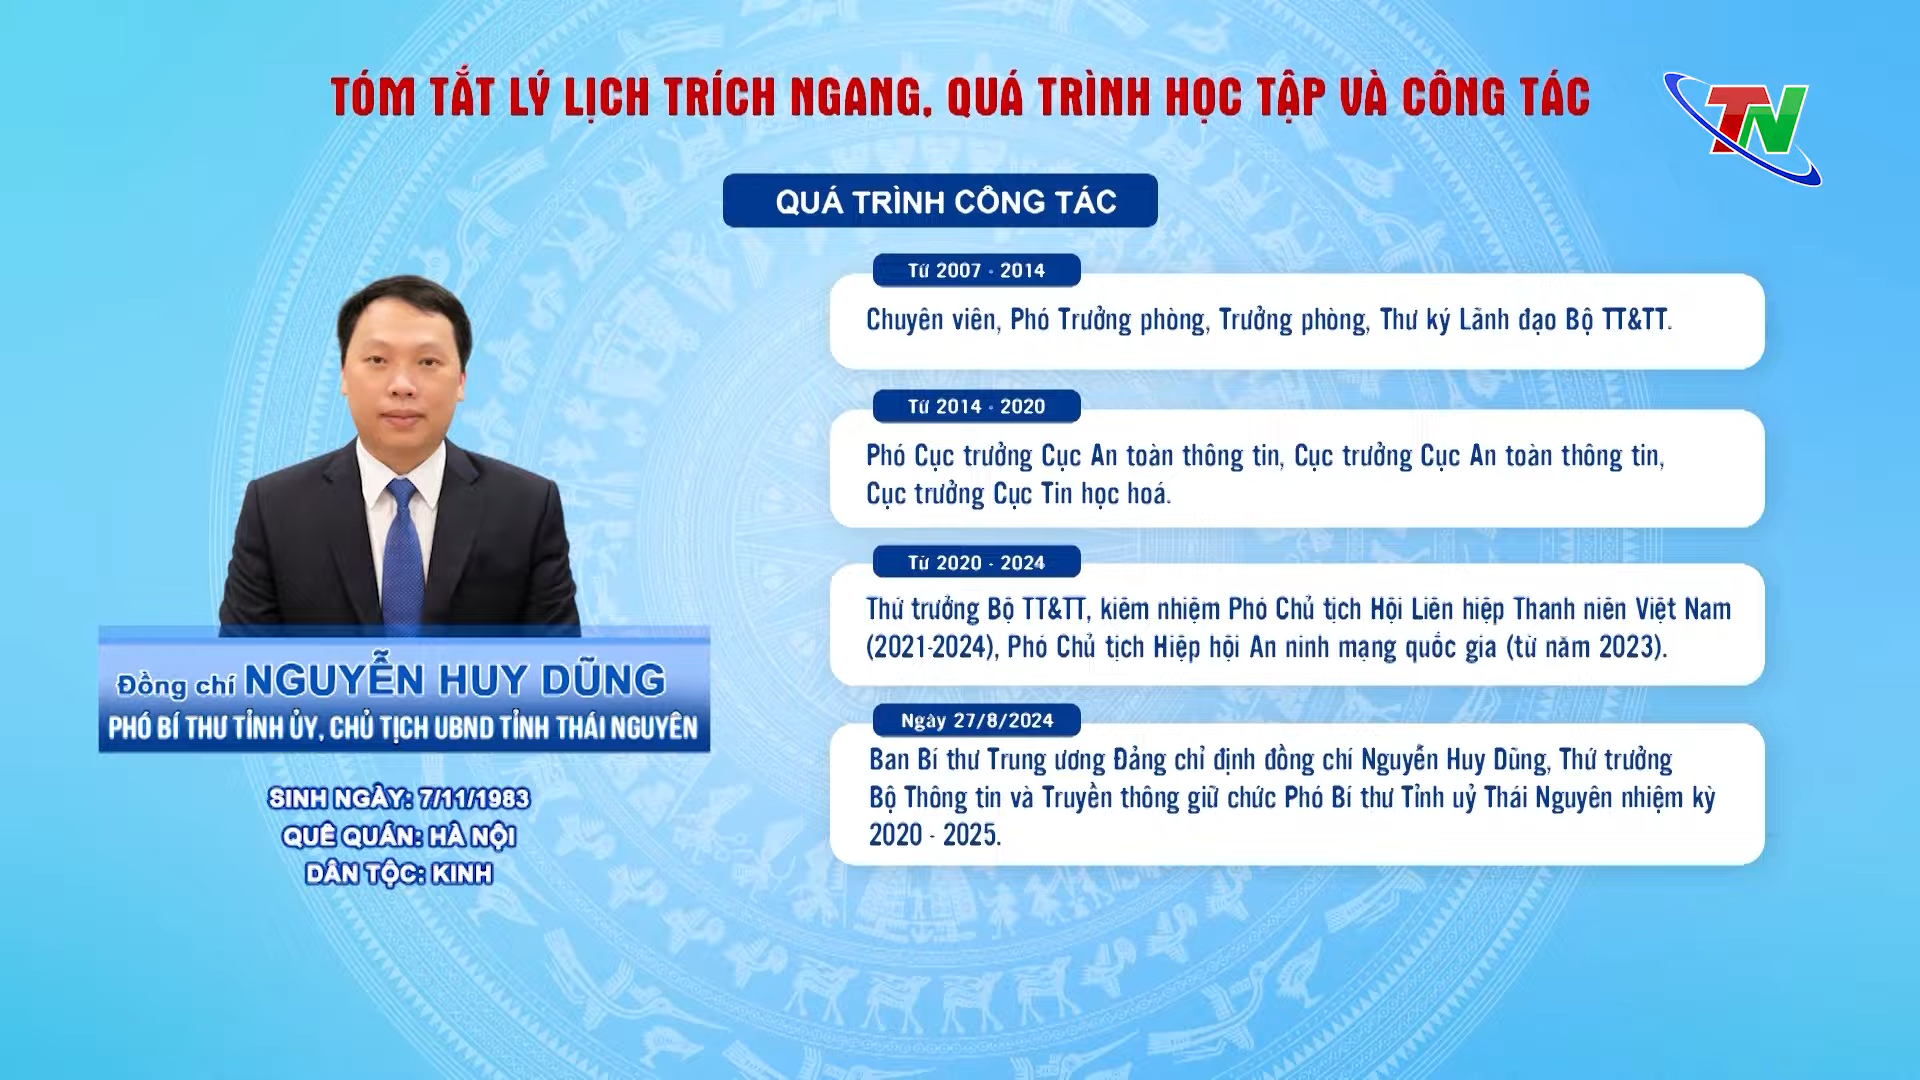 TÓM TẮT LÝ LỊCH TRÍCH NGANG, QUÁ TRÌNH HỌC TẬP VÀ CÔNG TÁC
TN
QUÁ TRÌNH CÔNG TÁC
Từ 2007 - 2014
Chuyên viên, Phó Trưởng phòng, Trưởng phòng, Thư ký Lãnh đạo Bộ TT&TT.
Từ 2014 - 2020
Phó Cục trưởng Cục An toàn thông tin, Cục trưởng Cục An toàn thông tin,
Cục trưởng Cục Tin học hoá.
Từ 2020 - 2024
Thứ trưởng Bộ TT&TT, kiêm nhiệm Phó Chủ tịch Hội Liên hiệp Thanh niên Việt Nam
(2021-2024), Phó Chủ tịch Hiệp hội An ninh mạng quốc gia (từ năm 2023).
Ngày 27/8/2024
Ban Bí thư Trung ương Đảng chỉ định đồng chí Nguyễn Huy Dũng, Thứ trưởng
Bộ Thông tin và Truyền thông giữ chức Phó Bí thư Tỉnh uỷ Thái Nguyên nhiệm kỳ
2020 - 2025.
Đồng chí NGUYỄN HUY DŨNG
PHÓ BÍ THƯ TỈNH ỦY, CHỦ TỊCH UBND TỈNH THÁI NGUYÊN
SINH NGÀY: 7/11/1983
QUÊ QUÁN: HÀ NỘI
DÂN TỘC: KINH